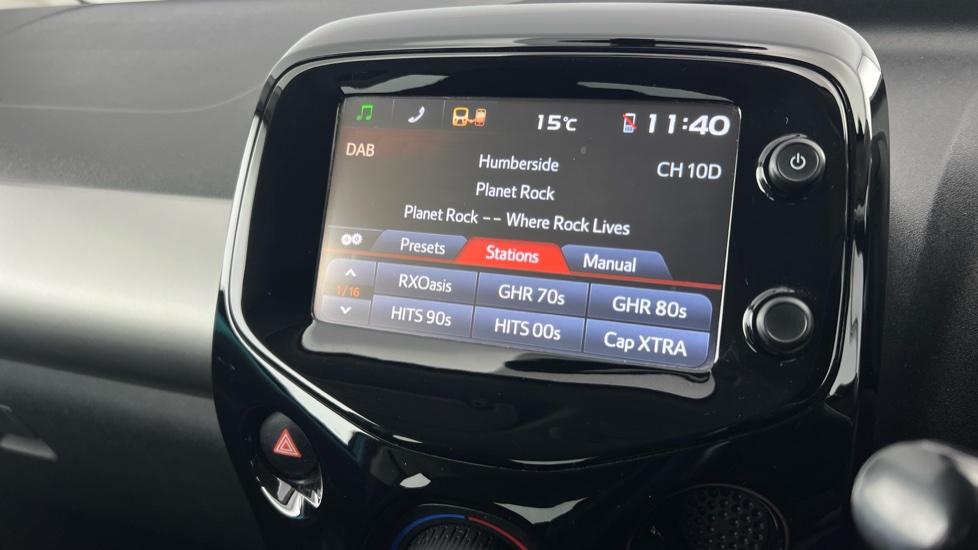 15°C 11:40
DAB Humberside CH 10D
Planet Rock
Planet Rock -- Where Rock Lives
Presets Stations Manual
RXOasis GHR 70s GHR 80s
1/16
HITS 90s HITS 00s Cap XTRA